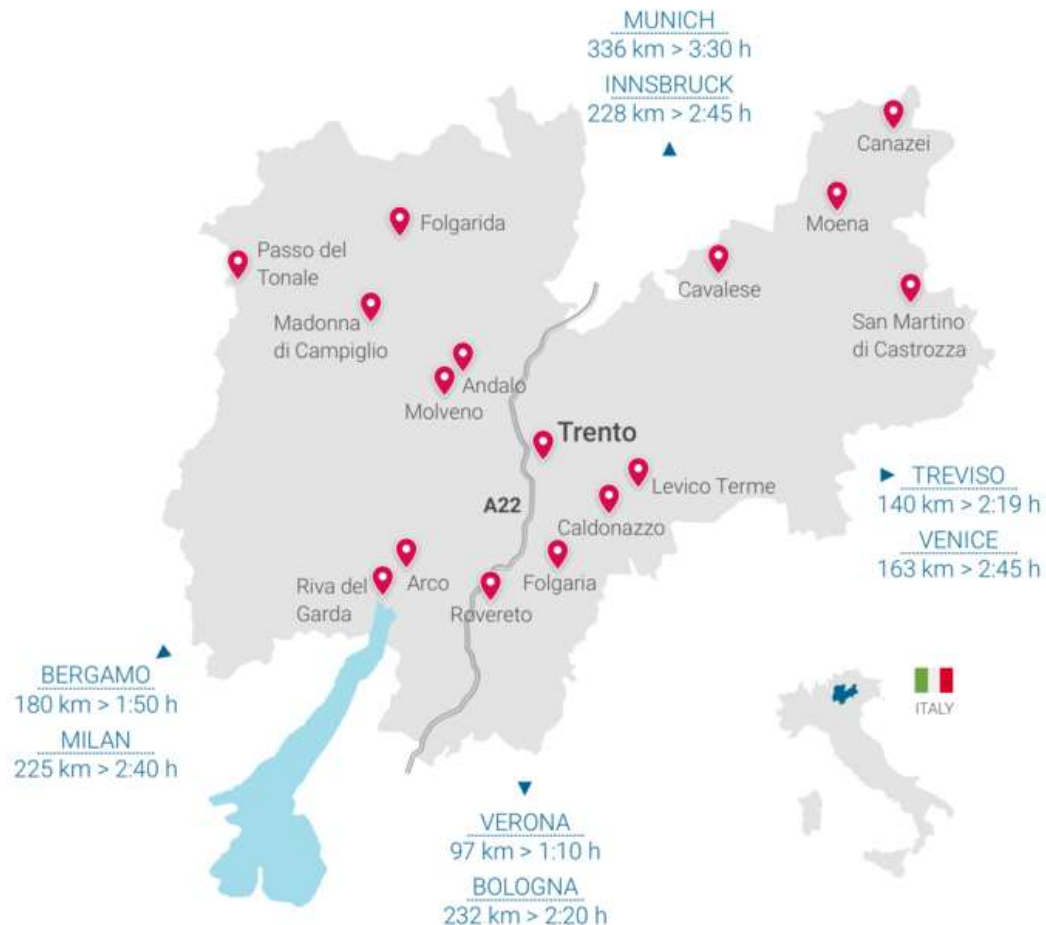 MUNICH
336 km > 3:30 h
INNSBRUCK
228 km > 2:45 h
Canazei
Moena
Folgarida
Passo del
Tonale
Cavalese
San Martino
di Castrozza
Madonna
di Campiglio
Andalo
Molveno
Trento
Levico Terme
A22
Caldonazzo
TREVISO
140 km > 2:19 h
VENICE
163 km > 2:45 h
Riva del
Garda
Arco
Rovereto
Folgaria
BERGAMO
180 km > 1:50 h
MILAN
225 km > 2:40 h
ITALY
VERONA
97 km > 1:10 h
BOLOGNA
232 km > 2:20 h